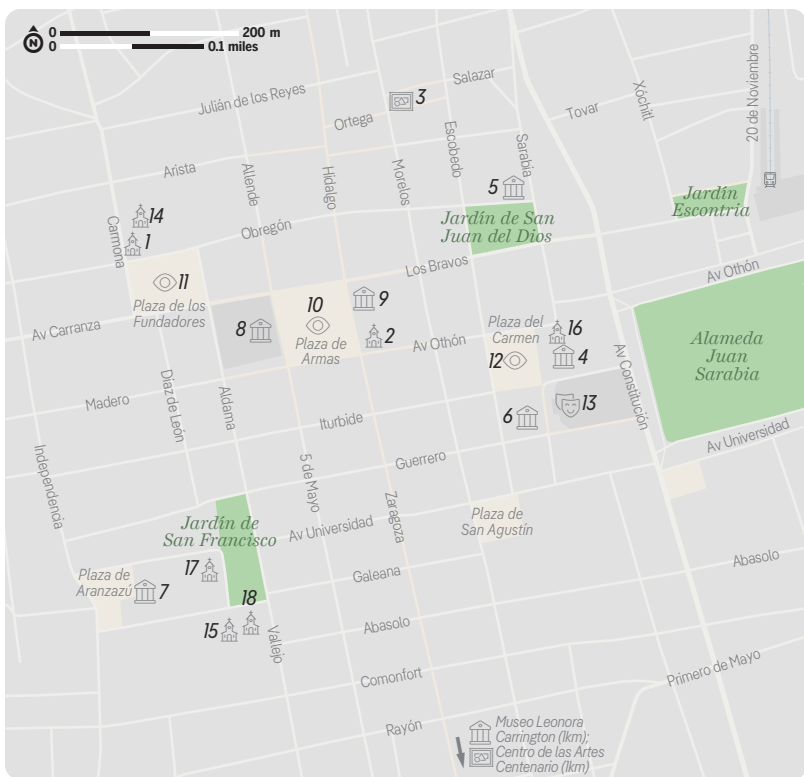 0 200 m
N
0 0.1 miles
Salazar
Julián de los Reyes
3
Ortega
Tovar
Xóchitl
20 de Noviembre
Escobedo
Sarabia
Arista
Allende
Hidalgo
Morelos
5
Jardín
Escontria
Jardín de San
Juan del Dios
14
Carmona
1
Obregón
Los Bravos
Av Othón
11
Plaza de los
Fundadores
10
9
Av Carranza
8
Plaza de
Armas
2
Av Othón
Plaza del
Carmen
16
12
4
Alameda
Juan
Sarabia
Av Constitución
Madero
Díaz de León
Aldama
Iturbide
6
13
Av Universidad
Independencia
5 de Mayo
Guerrero
Zaragoza
Jardín de
San Francisco
Av Universidad
Plaza de
San Agustín
17
Plaza de
Aranzazú
7
Galeana
Abasolo
18
15
Vallejo
Abasolo
Comonfort
Primero de Mayo
Rayón
Museo Leonora
Carrington (1km);
Centro de las Artes
Centenario (1km)